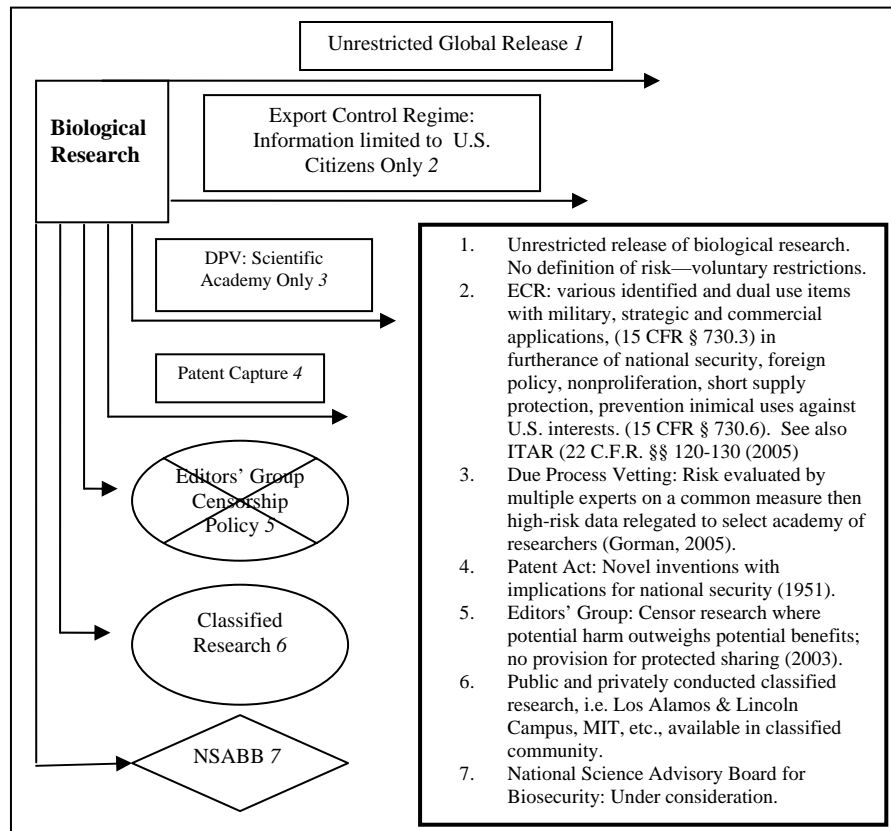 Unrestricted Global Release 1
Biological
Research
Export Control Regime:
Information limited to U.S.
Citizens Only 2
DPV: Scientific
Academy Only 3
Patent Capture 4
Editors' Group
Censorship
Policy 5
Classified
Research 6
NSABB 7
1. Unrestricted release of biological research.
No definition of risk—voluntary restrictions.
2. ECR: various identified and dual use items
with military, strategic and commercial
applications, (15 CFR § 730.3) in
furtherance of national security, foreign
policy, nonproliferation, short supply
protection, prevention inimical uses against
U.S. interests. (15 CFR § 730.6). See also
ITAR (22 C.F.R. §§ 120-130 (2005)
3. Due Process Vetting: Risk evaluated by
multiple experts on a common measure then
high-risk data relegated to select academy of
researchers (Gorman, 2005).
4. Patent Act: Novel inventions with
implications for national security (1951).
5. Editors' Group: Censor research where
potential harm outweighs potential benefits;
no provision for protected sharing (2003).
6. Public and privately conducted classified
research, i.e. Los Alamos & Lincoln
Campus, MIT, etc., available in classified
community.
7. National Science Advisory Board for
Biosecurity: Under consideration.